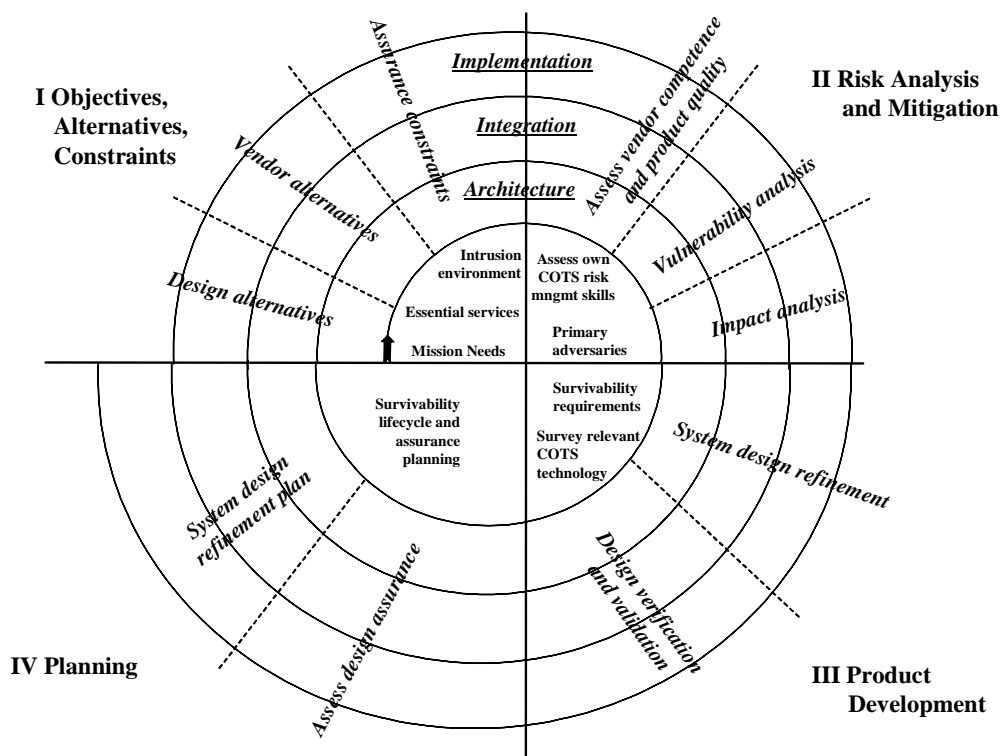 I Objectives,
Alternatives,
Constraints
II Risk Analysis
and Mitigation
Implementation
Integration
Architecture
Assurance constraints
Vendor alternatives
Design alternatives
Assess vendor competence
and product quality
Vulnerability analysis
Impact analysis
Intrusion
environment
Essential services
Mission Needs
Assess own
COTS risk
mngmt skills
Primary
adversaries
Survivability
lifecycle and
assurance
planning
Survivability
requirements
Survey relevant
COTS
technology
System design
refinement plan
Assess design assurance
System design refinement
Design verification
and validation
IV Planning
III Product
Development